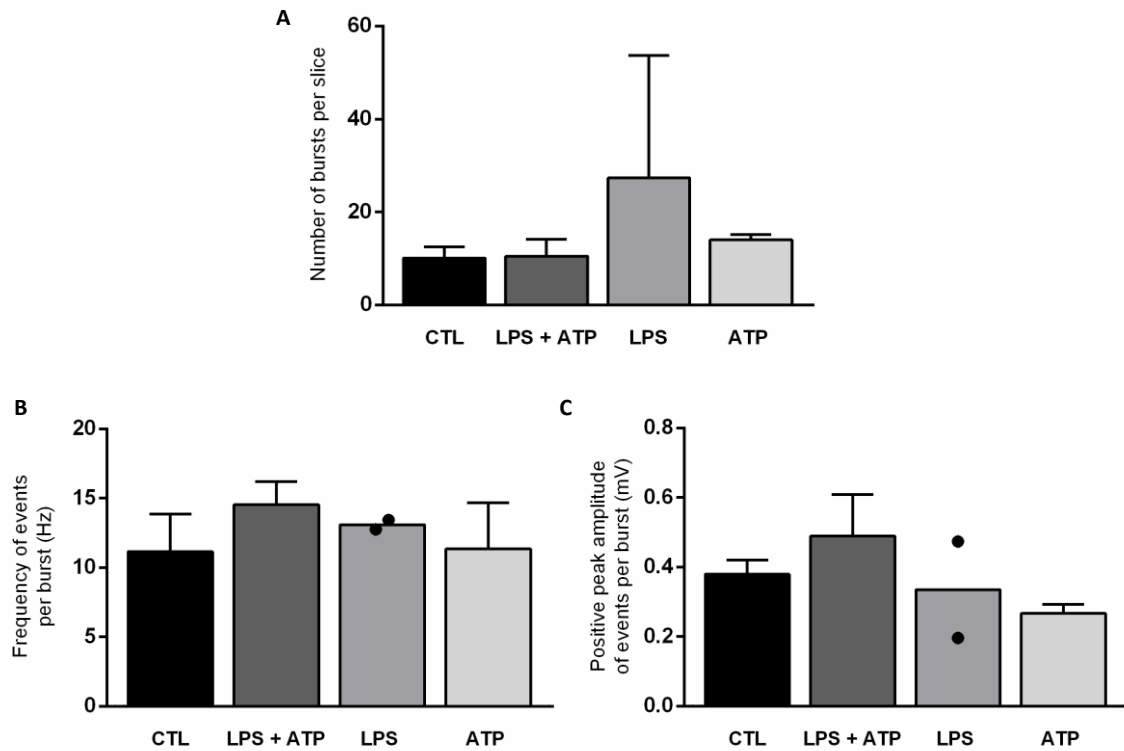 A
Number of bursts per slice
60
40
20
0
CTL LPS + ATP LPS ATP
B
Frequency of events
per burst (Hz)
20
15
10
5
0
CTL LPS + ATP LPS ATP
C
Positive peak amplitude
of events per burst (mV)
0.8
0.6
0.4
0.2
0.0
CTL LPS + ATP LPS ATP